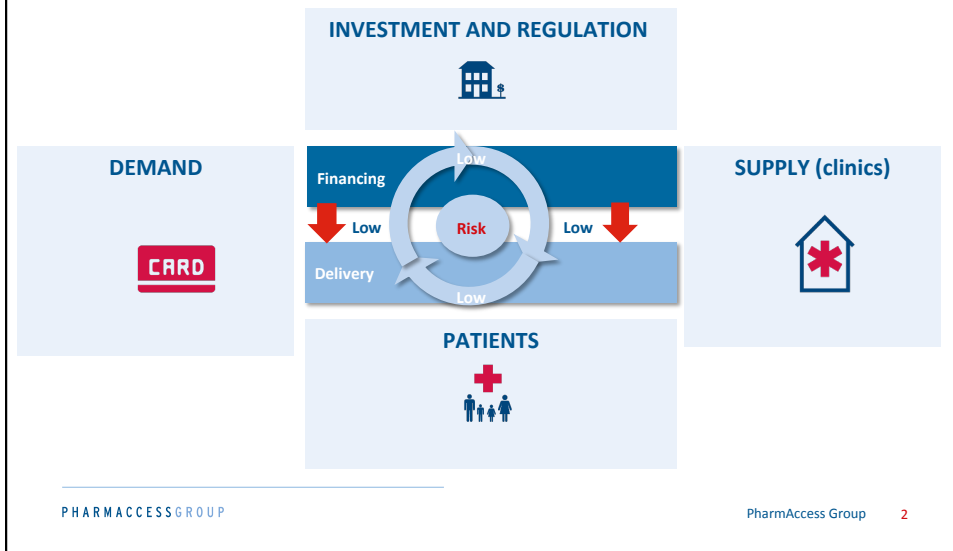 INVESTMENT AND REGULATION
$
DEMAND
CARD
Low
Financing
Low
Risk
Low
Delivery
Low
SUPPLY (clinics)
PATIENTS
PHARMACCESSGROUP
PharmAccess Group 2